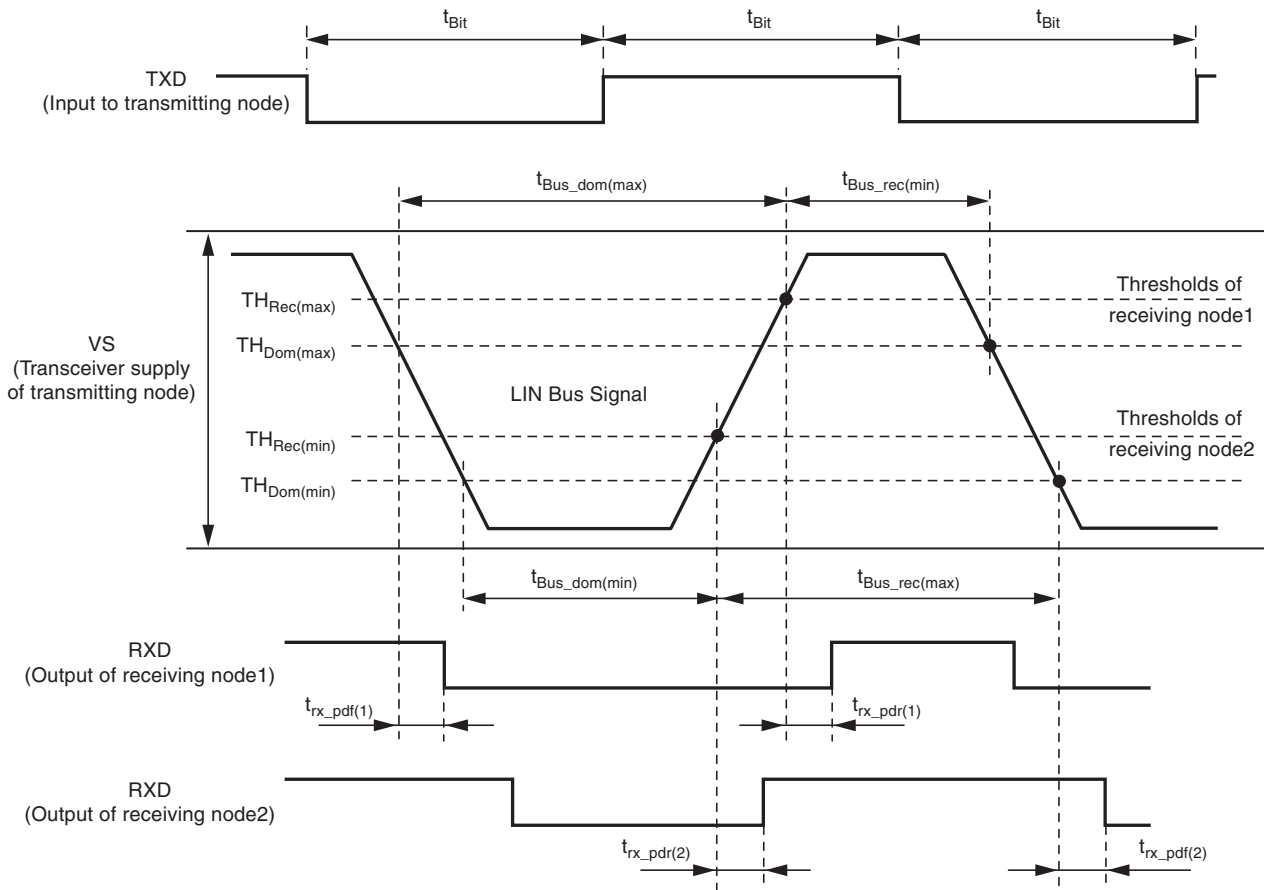 tBit
tBit
tBit
TXD
(Input to transmitting node)
tBus_dom(max)
tBus_rec(min)
THRec(max)
Thresholds of
receiving node1
VS
(Transceiver supply
of transmitting node)
THDom(max)
LIN Bus Signal
THRec(min)
Thresholds of
receiving node2
THDom(min)
tBus_dom(min)
tBus_rec(max)
RXD
(Output of receiving node1)
trx_pdf(1)
trx_pdr(1)
RXD
(Output of receiving node2)
trx_pdr(2)
trx_pdf(2)